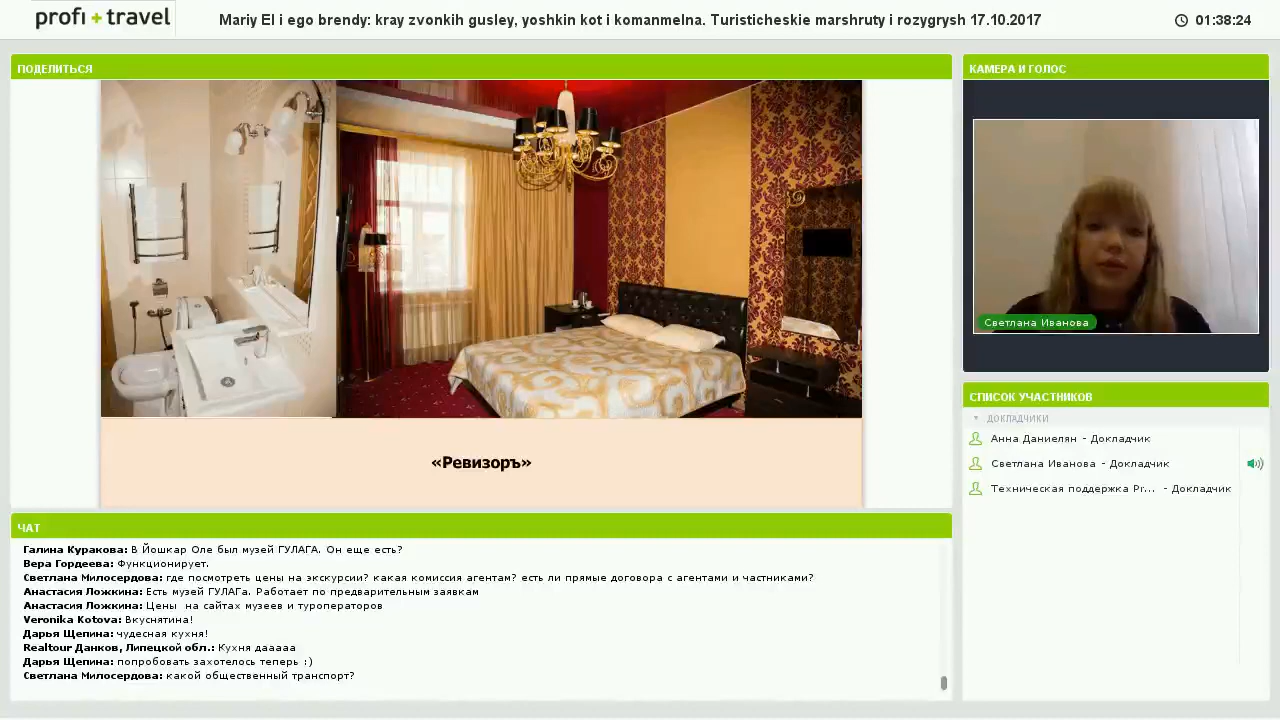 profi + travel
Mariy El i ego brendy: kray zvonkih gusley, yoshkin kot i komanmelna. Turisticheskie marshruty i rozygrysh 17.10.2017
01:38:24
ПОДЕЛИТЬСЯ
«Ревизоръ»
КАМЕРА И ГОЛОС
Светлана Иванова
СПИСОК УЧАСТНИКОВ
ДОКЛАДЧИКИ
Анна Даниелян - Докладчик
Светлана Иванова - Докладчик
Техническая поддержка Pr... - Докладчик
ЧАТ
Галина Куракова: В Йошкар Оле был музей ГУЛАГА. Он еще есть?
Вера Гордеева: Функционирует.
Светлана Милосердова: где посмотреть цены на экскурсии? какая комиссия агентам? есть ли прямые договора с агентами и частниками?
Анастасия Ложкина: Есть музей ГУЛАГа. Работает по предварительным заявкам
Анастасия Ложкина: Цены на сайтах музеев и туроператоров
Veronika Kotova: Вкуснятина!
Дарья Щепина: чудесная кухня!
Realtour Данков, Липецкой обл.: Кухня дааааа
Дарья Щепина: попробовать захотелось теперь :)
Светлана Милосердова: какой общественный транспорт?